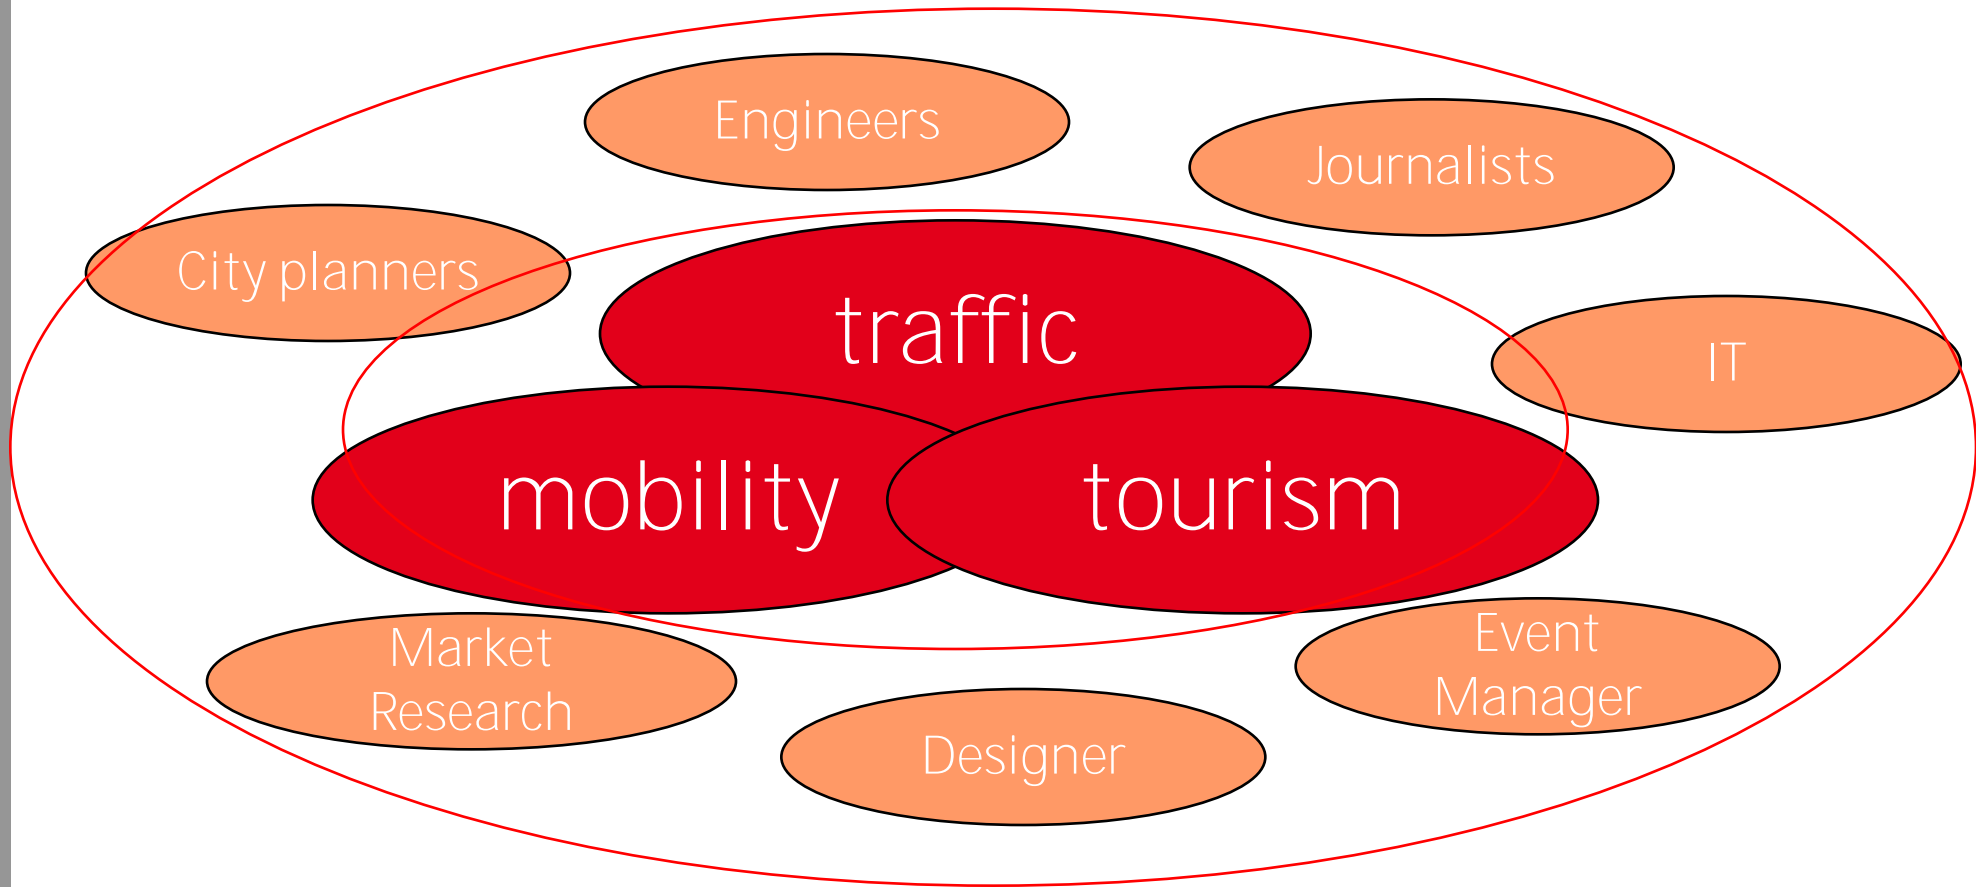 Engineers
Journalists
City planners
traffic
IT
mobility
tourism
Market
Research
Event
Manager
Designer